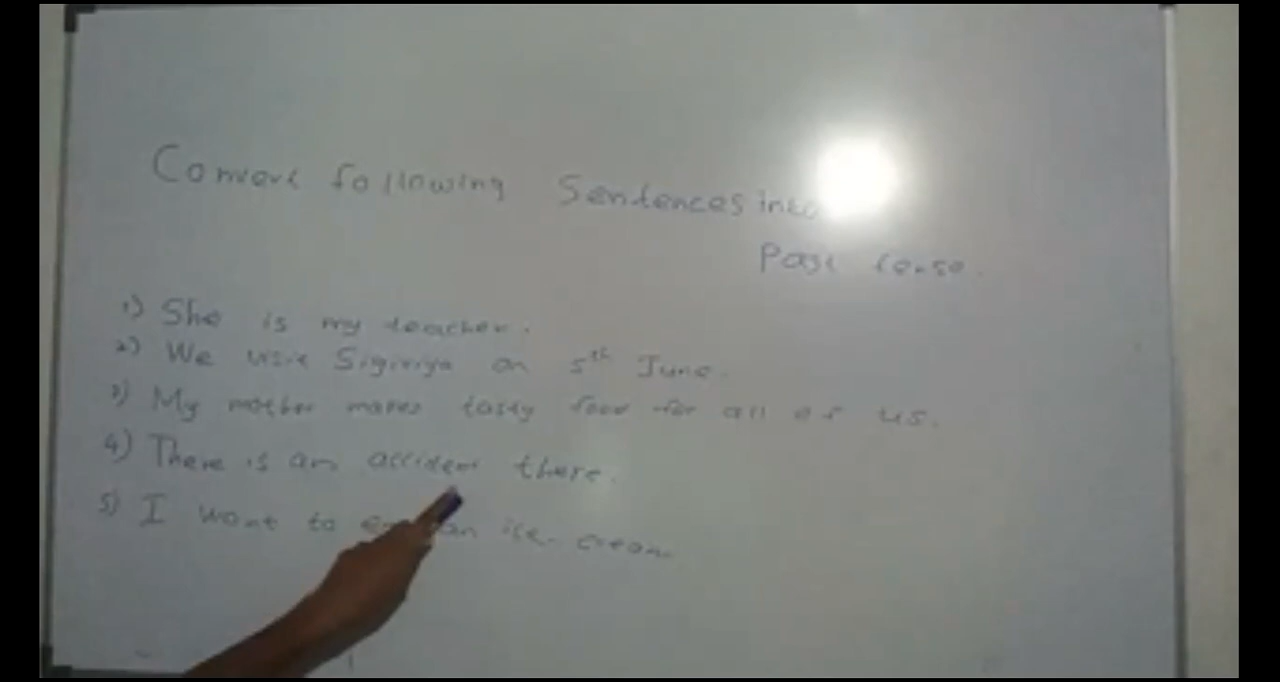 Convert following Sentences into
Past tense.
1) She is my teacher.
2) We visit Sigiriya on 5th June.
3) My mother makes tasty food for all of us.
4) There is an accident there.
5) I want to eat an ice-cream.